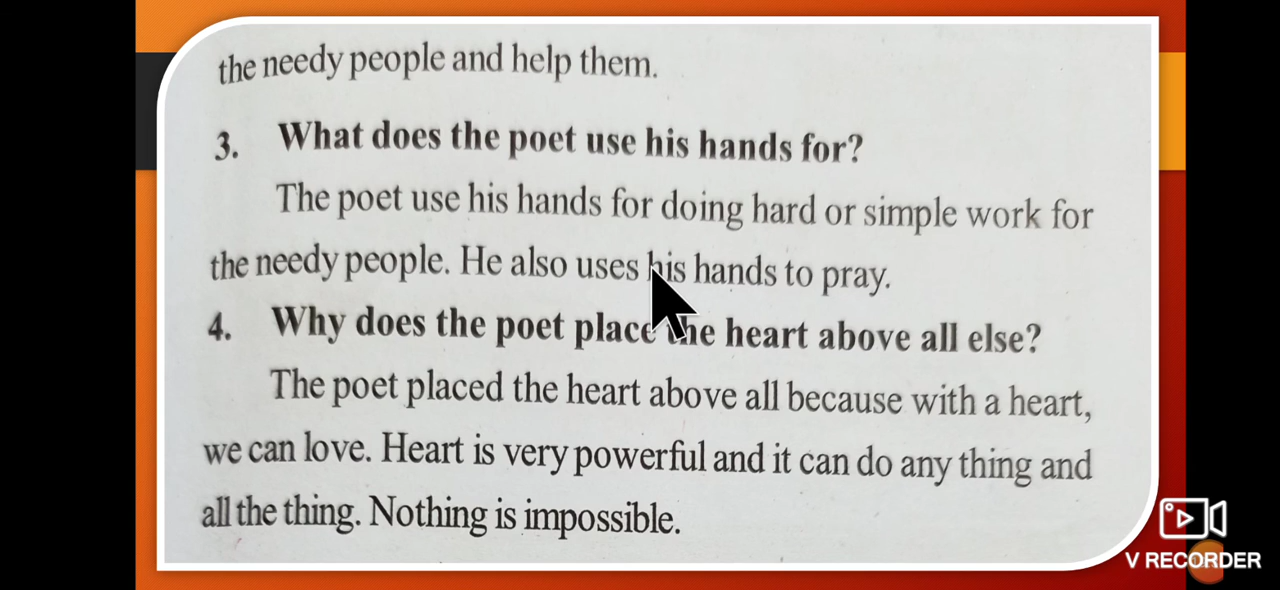 the needy people and help them.
3. What does the poet use his hands for?
The poet use his hands for doing hard or simple work for
the needy people. He also uses his hands to pray.
4. Why does the poet place the heart above all else?
The poet placed the heart above all because with a heart,
we can love. Heart is very powerful and it can do any thing and
all the thing. Nothing is impossible.
V RECORDER